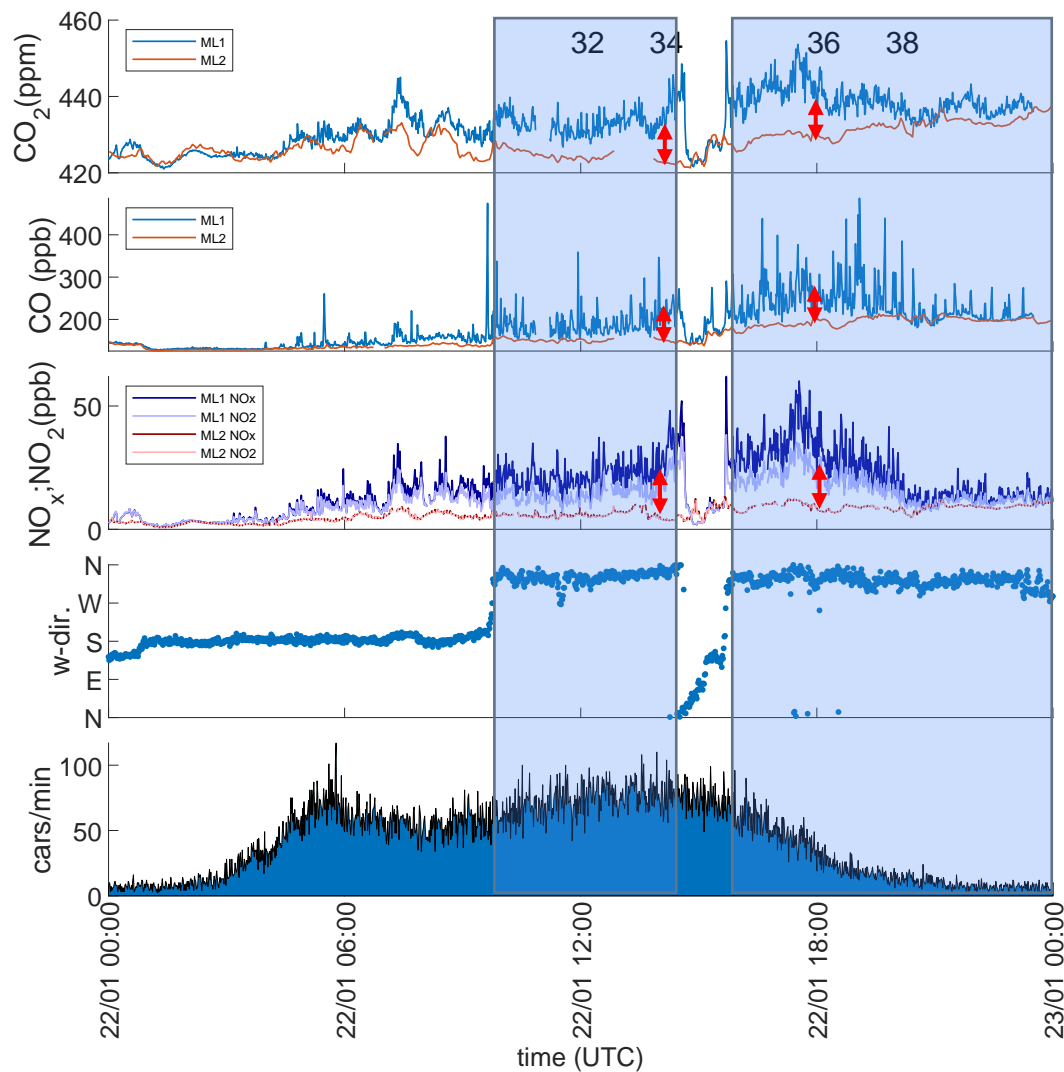 32 34 36 38
460
440
420
CO2(ppm)
ML1
ML2
400
300
200
CO (ppb)
ML1
ML2
50
0
NOx;NO2(ppb)
ML1 NOx
ML1 NO2
ML2 NOx
ML2 NO2
N
W
S
E
N
w-dir.
100
50
0
cars/min
22/01 00:00
22/01 06:00
22/01 12:00
22/01 18:00
23/01 00:00
time (UTC)